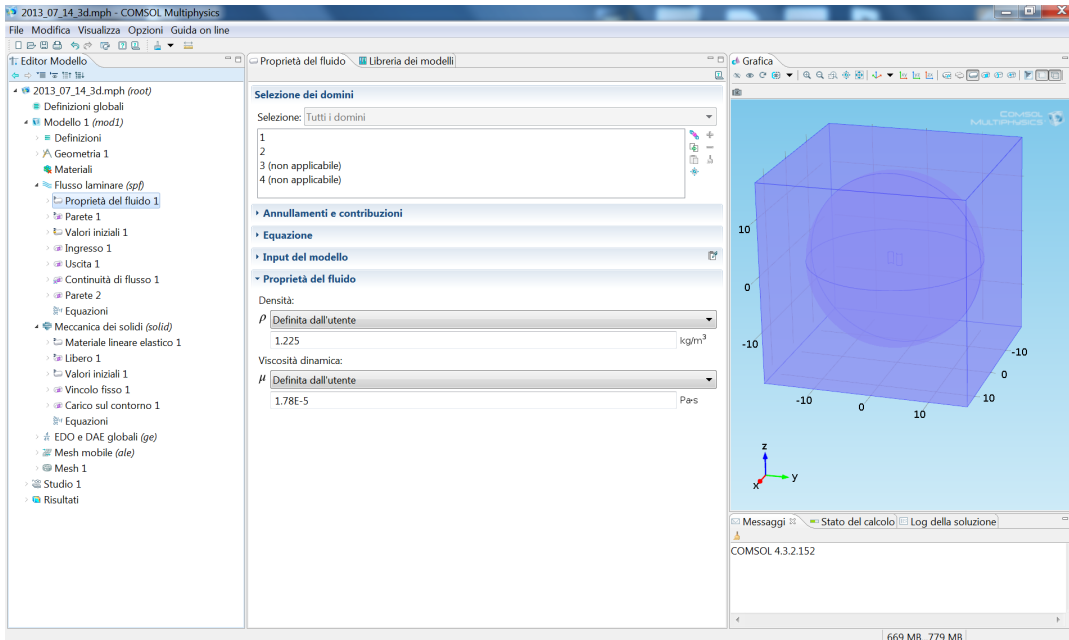 2013_07_14_3d.mph - COMSOL Multiphysics
File Modifica Visualizza Opzioni Guida on line
Editor Modello
2013_07_14_3d.mph (root)
Definizioni globali
Modello 1 (mod1)
Definizioni
Geometria 1
Materiali
Flusso laminare (spf)
Proprietà del fluido 1
Parete 1
Valori iniziali 1
Ingresso 1
Uscita 1
Continuità di flusso 1
Parete 2
Equazioni
Meccanica dei solidi (solid)
Materiale lineare elastico 1
Libero 1
Valori iniziali 1
Vincolo fisso 1
Carico sul contorno 1
Equazioni
EDO e DAE globali (ge)
Mesh mobile (ale)
Mesh 1
Studio 1
Risultati
Proprietà del fluido
Libreria dei modelli
Selezione dei domini
Selezione: Tutti i domini
1
2
3 (non applicabile)
4 (non applicabile)
Annullamenti e contribuzioni
Equazione
Input del modello
Proprietà del fluido
Densità:
ρ Definita dall'utente
1.225 kg/m³
Viscosità dinamica:
μ Definita dall'utente
1.78E-5 Pa·s
Grafica
COMSOL
MULTIPHYSICS
10
0
-10
-10
0
10
-10
0
10
z
y
x
Messaggi
Stato del calcolo
Log della soluzione
COMSOL 4.3.2.152
669 MB 779 MB